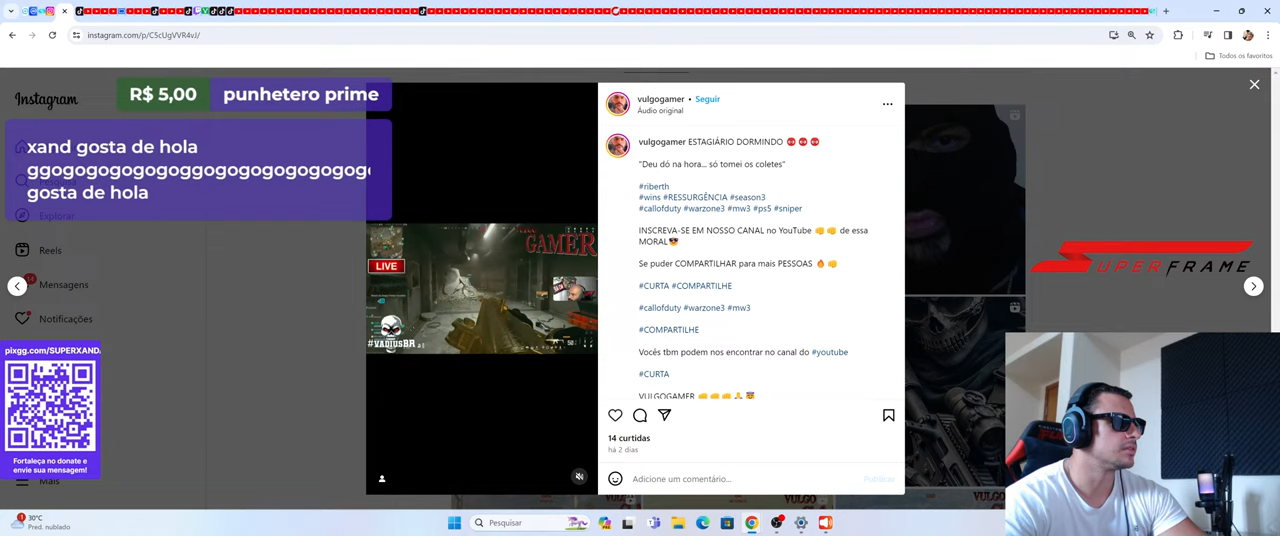 instagram.com/p/C5cUgVVR4vJ/
Todos os favoritos
Instagram
R$ 5,00
punhetero prime
xand gosta de hola
gosta de hola
Explorar
Reels
14
Mensagens
Notificações
pixgg.com/SUPERXANDA
Fortaleça no donate e
envie sua mensagem!
Mais
GAMER
LIVE
#VADIUSBR
vulgogamer • Seguir
Áudio original
vulgogamer ESTAGIÁRIO DORMINDO
"Deu dó na hora... só tomei os coletes"
#riberth
#wins #RESSURGÊNCIA #season3
#callofduty #warzone3 #mw3 #ps5 #sniper
INSCREVA-SE EM NOSSO CANAL no YouTube 👊👊 de essa
MORAL😎
Se puder COMPARTILHAR para mais PESSOAS 🔥 👊
#CURTA #COMPARTILHE
#callofduty #warzone3 #mw3
#COMPARTILHE
Vocês tbm podem nos encontrar no canal do #youtube
#CURTA
VULGOGAMER
14 curtidas
há 2 dias
Adicione um comentário...
Publicar
SUPERFRAME
1
30°C
Pred. nublado
Pesquisar